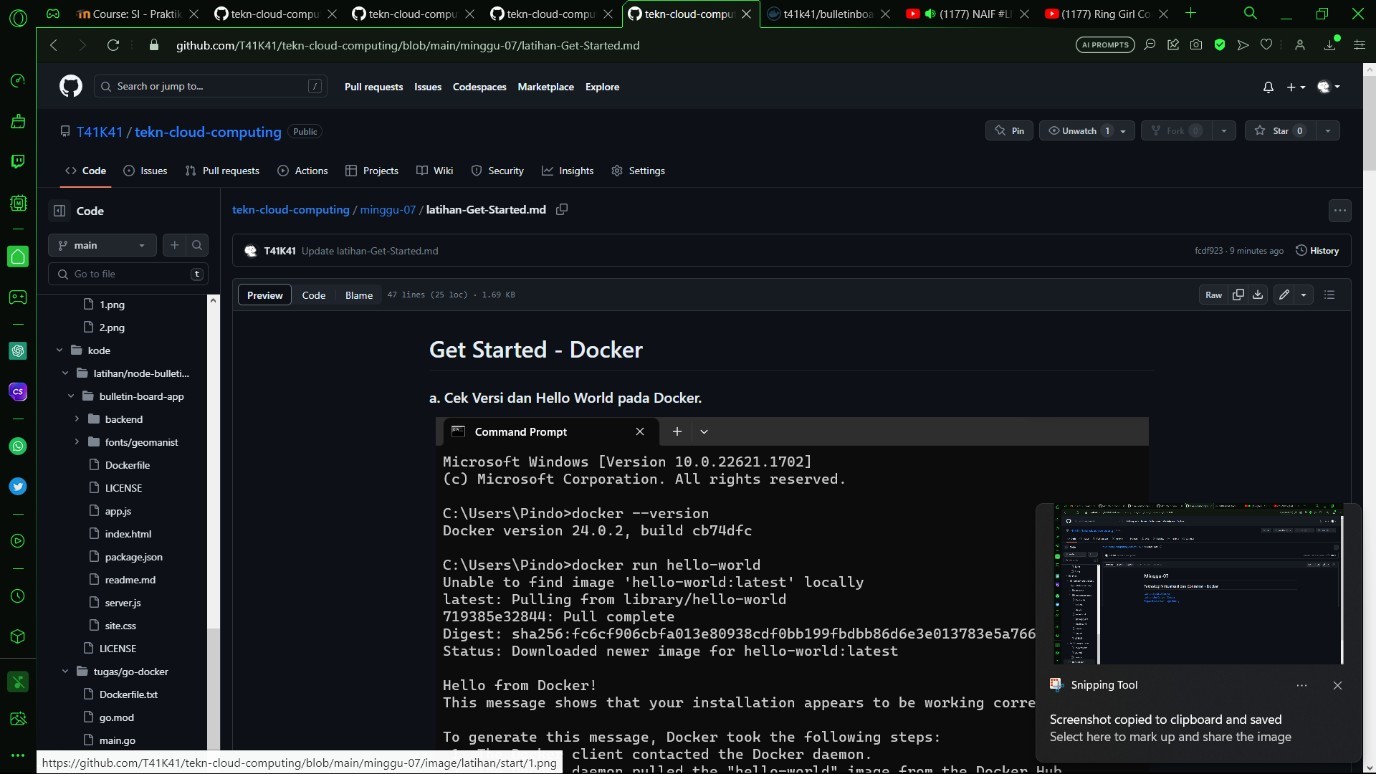 Course: SI - Praktik
tekn-cloud-compu
tekn-cloud-compu
tekn-cloud-compu
tekn-cloud-compu
t41k41/bulletinboa
(1177) NAIF #L
(1177) Ring Girl Co
github.com/T41K41/tekn-cloud-computing/blob/main/minggu-07/latihan-Get-Started.md
AI PROMPTS
Search or jump to...
/
Pull requests
Issues
Codespaces
Marketplace
Explore
T41K41 / tekn-cloud-computing
Public
Pin
Unwatch 1
Fork 0
Star 0
Code
Issues
Pull requests
Actions
Projects
Wiki
Security
Insights
Settings
Code
main
Go to file
t
1.png
2.png
kode
latihan/node-bulleti...
bulletin-board-app
backend
fonts/geomanist
Dockerfile
LICENSE
app.js
index.html
package.json
readme.md
server.js
site.css
LICENSE
tugas/go-docker
Dockerfile.txt
go.mod
main.go
tekn-cloud-computing / minggu-07 / latihan-Get-Started.md
T41K41 Update latihan-Get-Started.md
fcdf923 · 9 minutes ago
History
Preview
Code
Blame
47 lines (25 loc) · 1.69 KB
Raw
Get Started - Docker
a. Cek Versi dan Hello World pada Docker.
Command Prompt
Microsoft Windows [Version 10.0.22621.1702]
(c) Microsoft Corporation. All rights reserved.
C:\Users\Pindo>docker --version
Docker version 24.0.2, build cb74dfc
C:\Users\Pindo>docker run hello-world
Unable to find image 'hello-world:latest' locally
latest: Pulling from library/hello-world
719385e32844: Pull complete
Digest: sha256:fc6cf906cbfa013e80938cdf0bb199fbdbb86d6e3e013783e5a766
Status: Downloaded newer image for hello-world:latest
Hello from Docker!
This message shows that your installation appears to be working corre
To generate this message, Docker took the following steps:
client contacted the Docker daemon.
daemon pulled the "hello-world" image from the Docker Hub
Minggu-07
Snipping Tool
Screenshot copied to clipboard and saved
Select here to mark up and share the image
https://github.com/T41K41/tekn-cloud-computing/blob/main/minggu-07/image/latihan/start/1.png